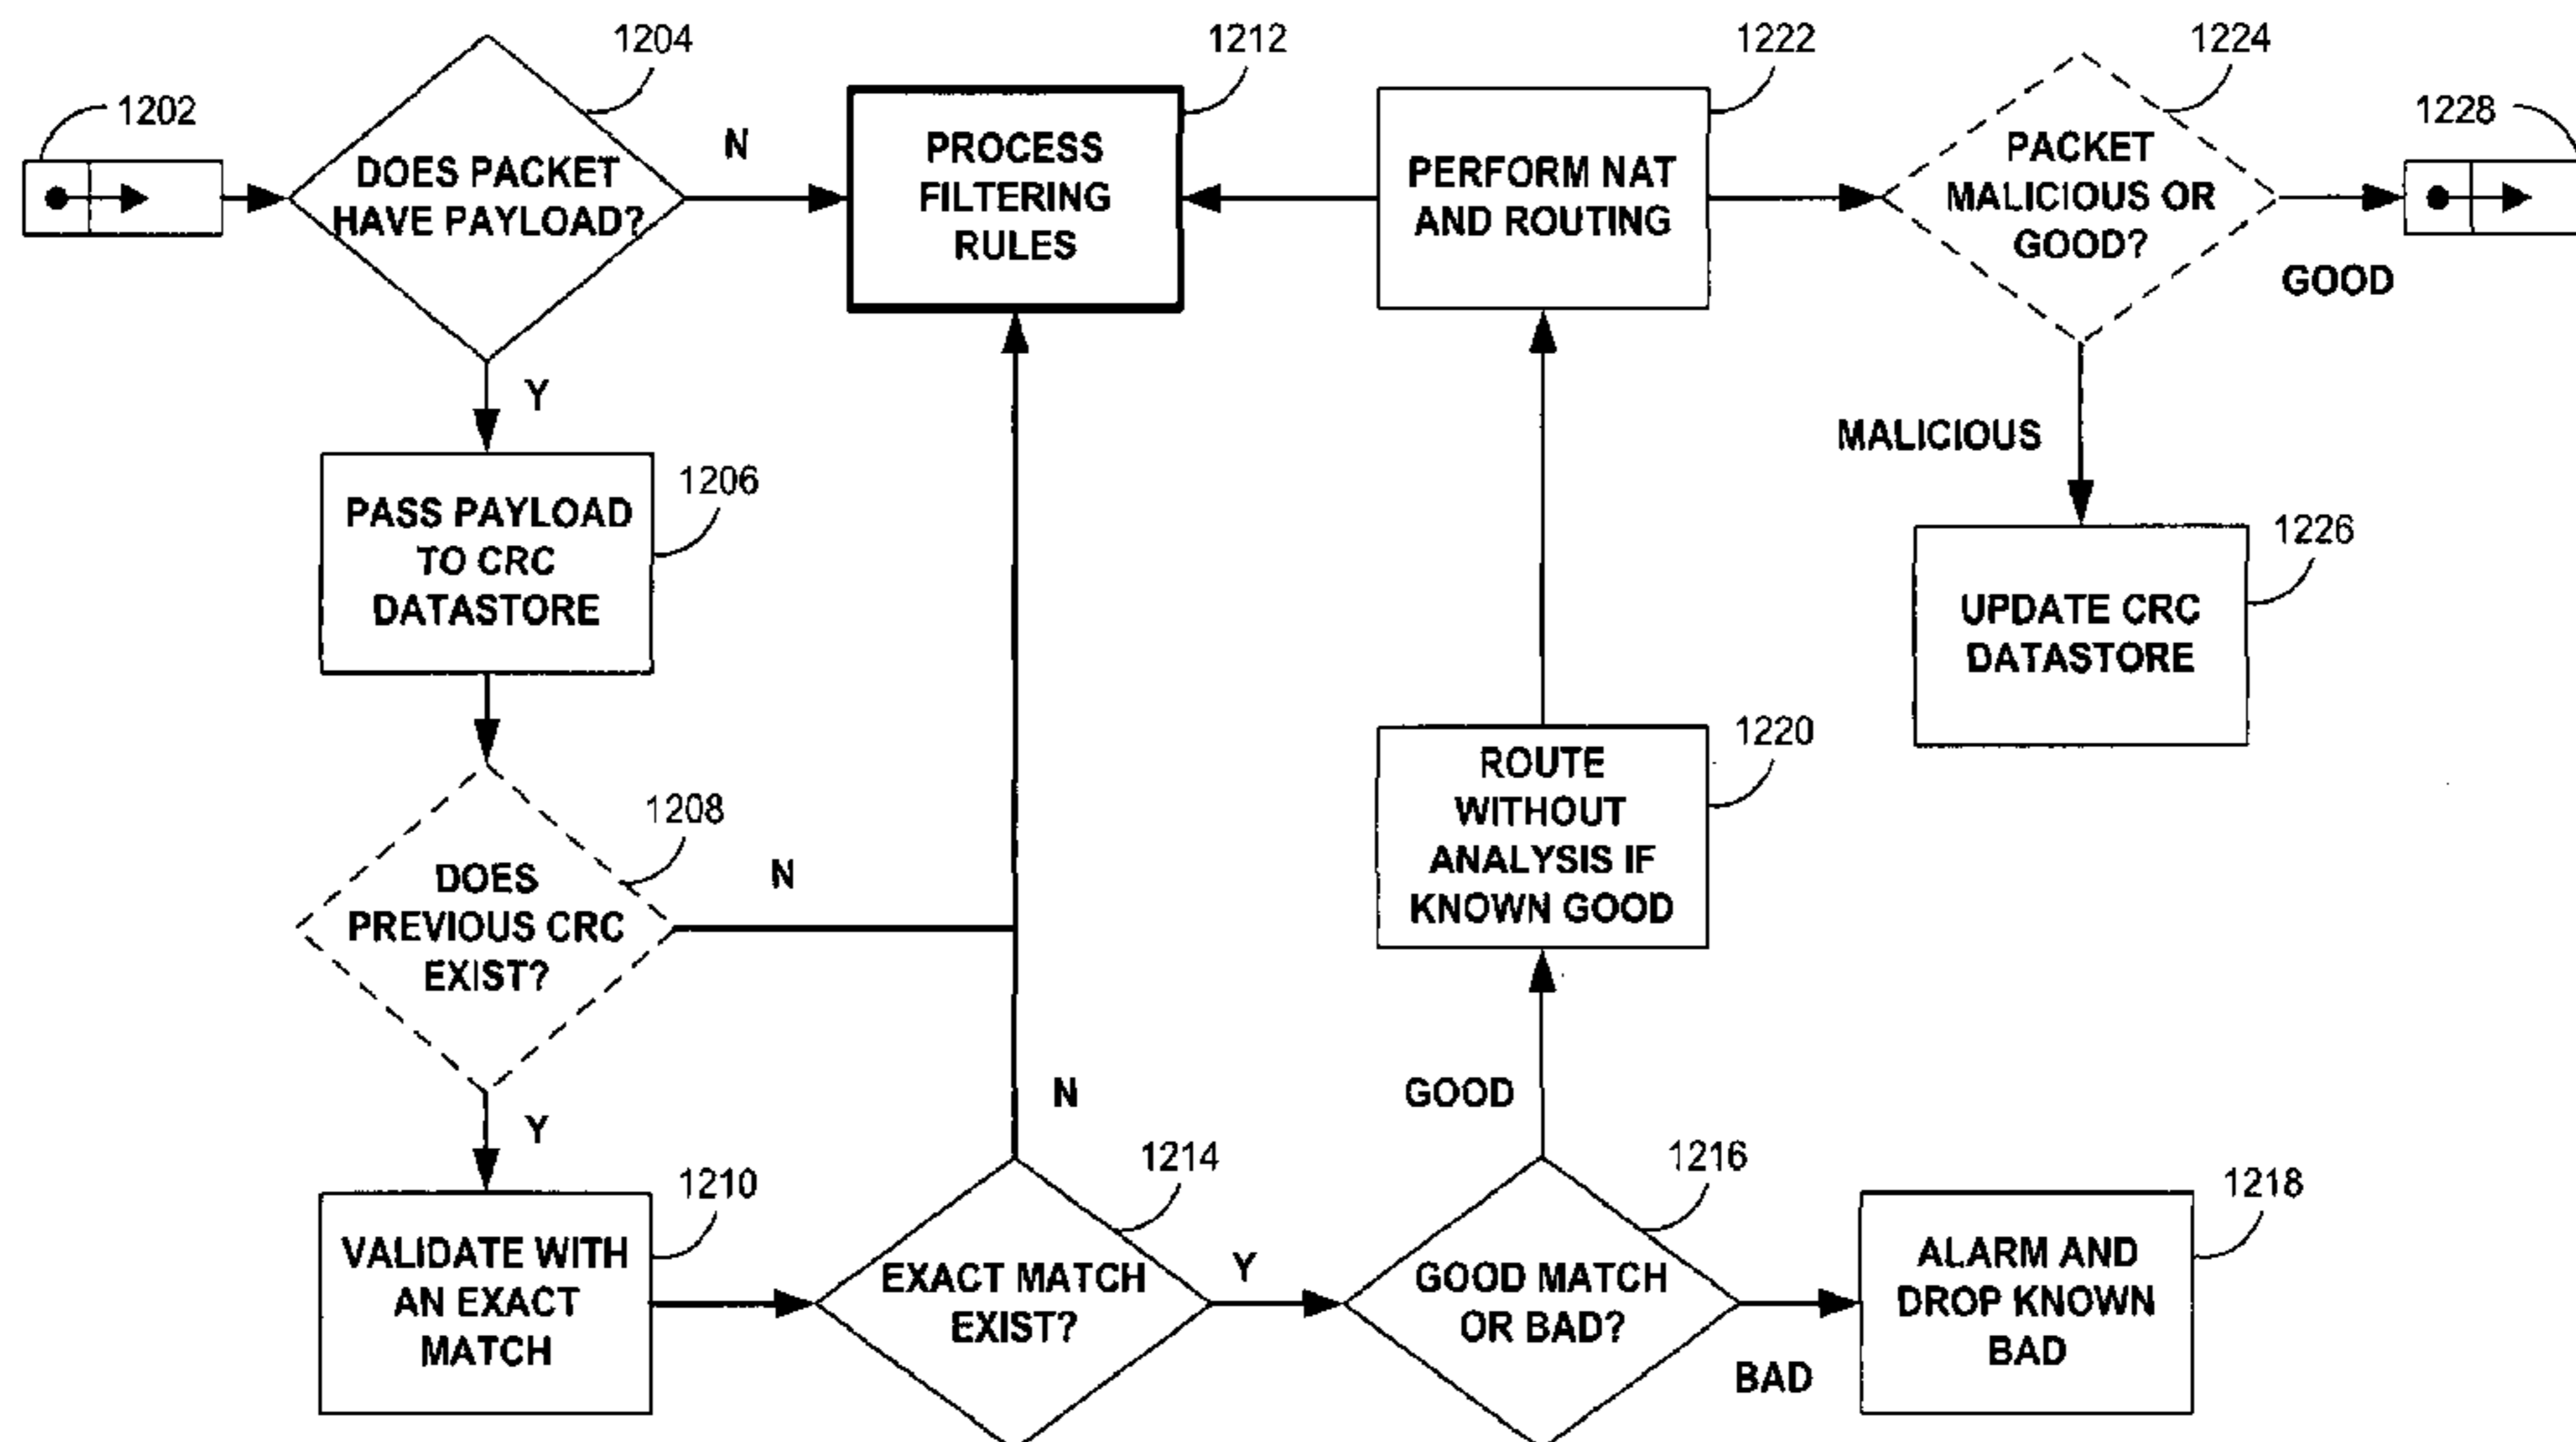 1202
1204
DOES PACKET
HAVE PAYLOAD?
N
Y
1212
PROCESS
FILTERING
RULES
1222
PERFORM NAT
AND ROUTING
1224
PACKET
MALICIOUS OR
GOOD?
GOOD
1228
MALICIOUS
1226
UPDATE CRC
DATASTORE
1206
PASS PAYLOAD
TO CRC
DATASTORE
1208
DOES
PREVIOUS CRC
EXIST?
N
Y
1220
ROUTE
WITHOUT
ANALYSIS IF
KNOWN GOOD
1210
VALIDATE WITH
AN EXACT
MATCH
N
1214
EXACT MATCH
EXIST?
Y
GOOD
1216
GOOD MATCH
OR BAD?
BAD
1218
ALARM AND
DROP KNOWN
BAD